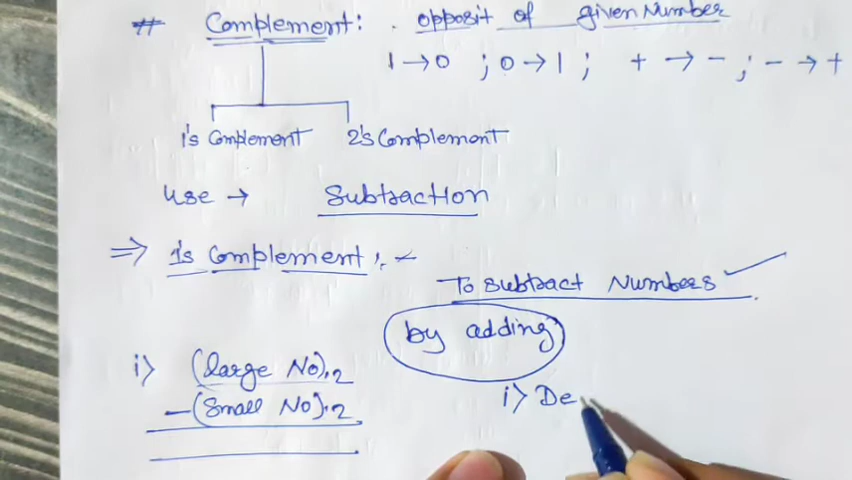 # Complement: . opposit of given Number
1 → 0 ; 0 → 1 ; + → - ; - → +
1's Complement 2's Complement
Use → Subtraction
⇒ 1's Complement :-
To subtract Numbers ✓
by adding
i> (large No).2
-(Small No).2
i> De